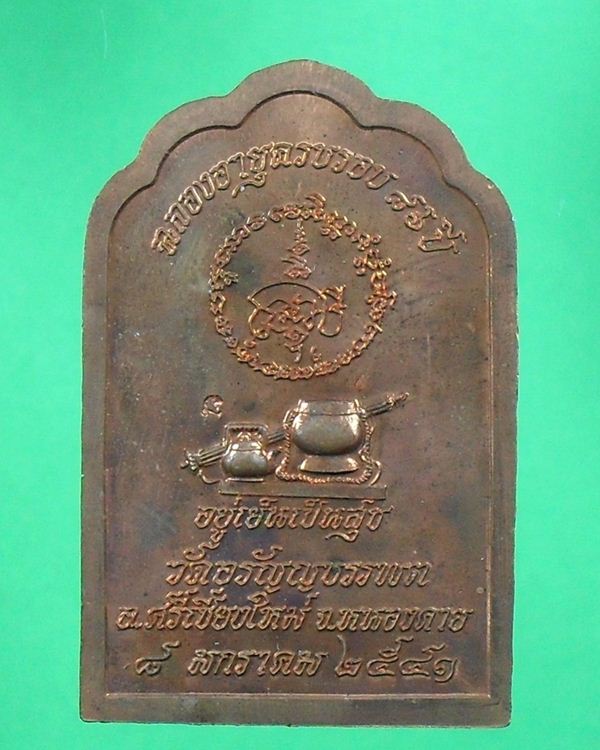 ฉลองอายุครบรอบ ๘๘ ปี
อยู่เย็นเป็นสุข
วัดอรัญญบรรพต
อ.ศรีเชียงใหม่ จ.หนองคาย
๘ มกราคม ๒๕๔๑